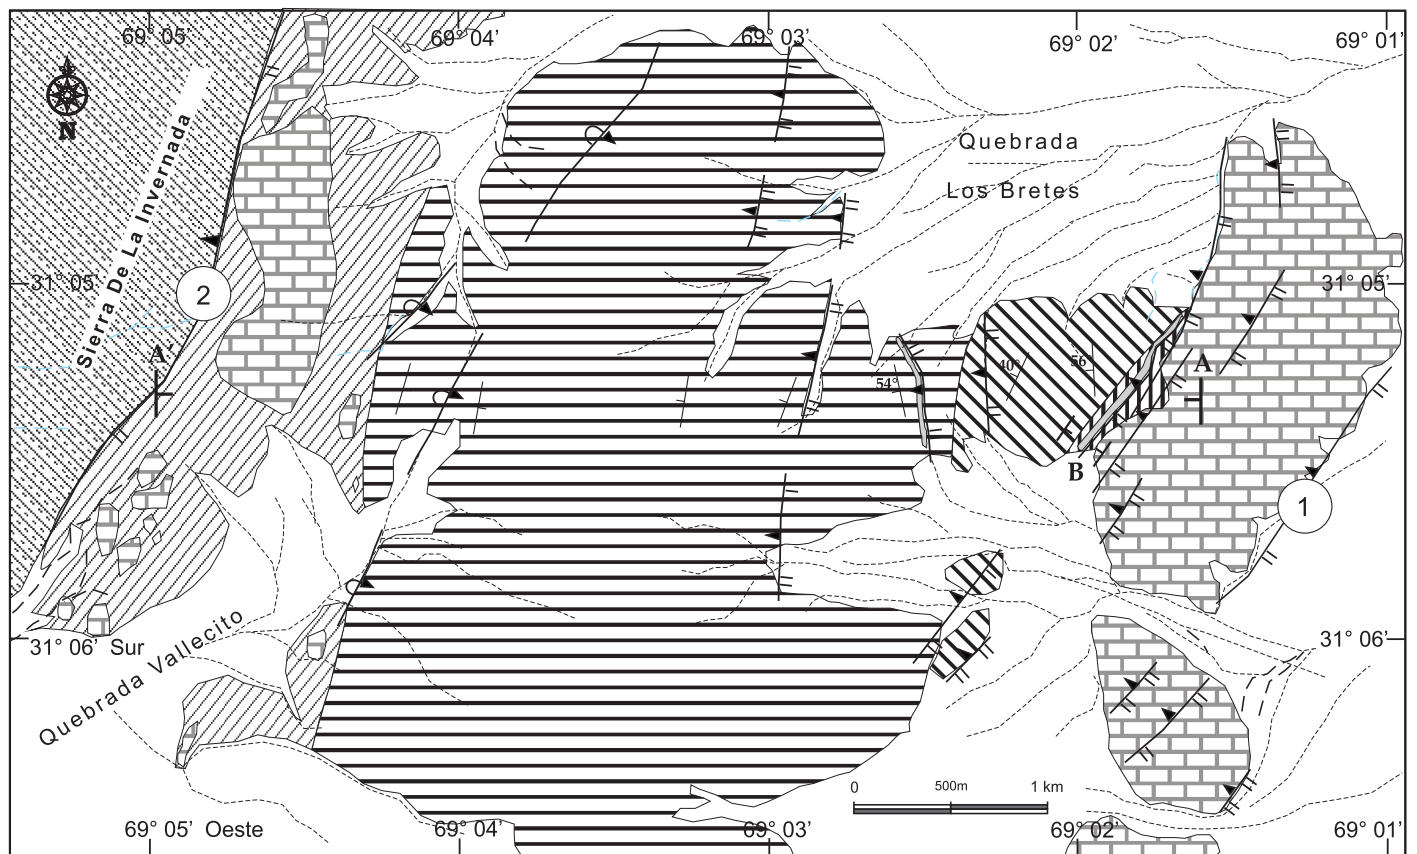 69° 05’
69° 04’
69° 03’
69° 02’
69° 01’
N
Sierra De La Invernada
Quebrada
Los Bretes
31° 05’
2
31° 05’
A’
A
40°
56
54°
B
1
31° 06’ Sur
31° 06’
Quebrada Vallecito
0
500m
1 km
69° 05’ Oeste
69° 04’
69° 03’
69° 02’
69° 01’